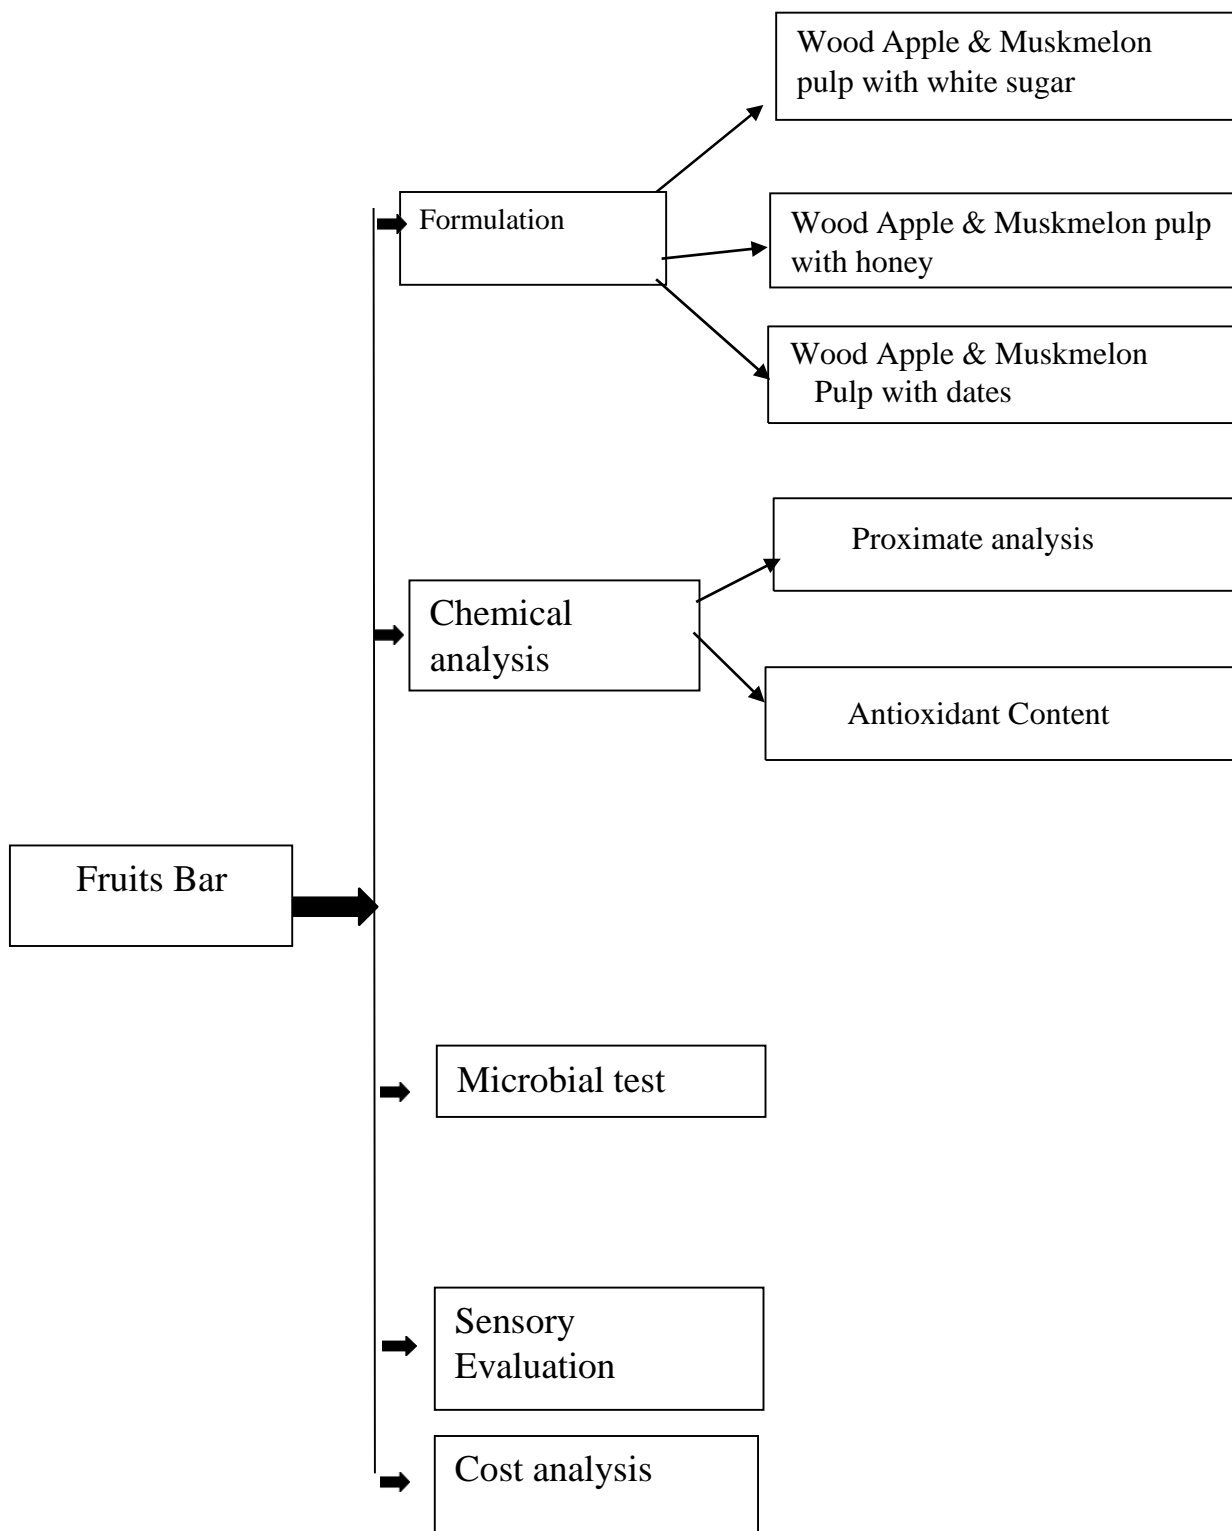 Wood Apple & Muskmelon
pulp with white sugar
Formulation
Wood Apple & Muskmelon pulp
with honey
Wood Apple & Muskmelon
Pulp with dates
Proximate analysis
Chemical
analysis
Antioxidant Content
Fruits Bar
Microbial test
Sensory
Evaluation
Cost analysis